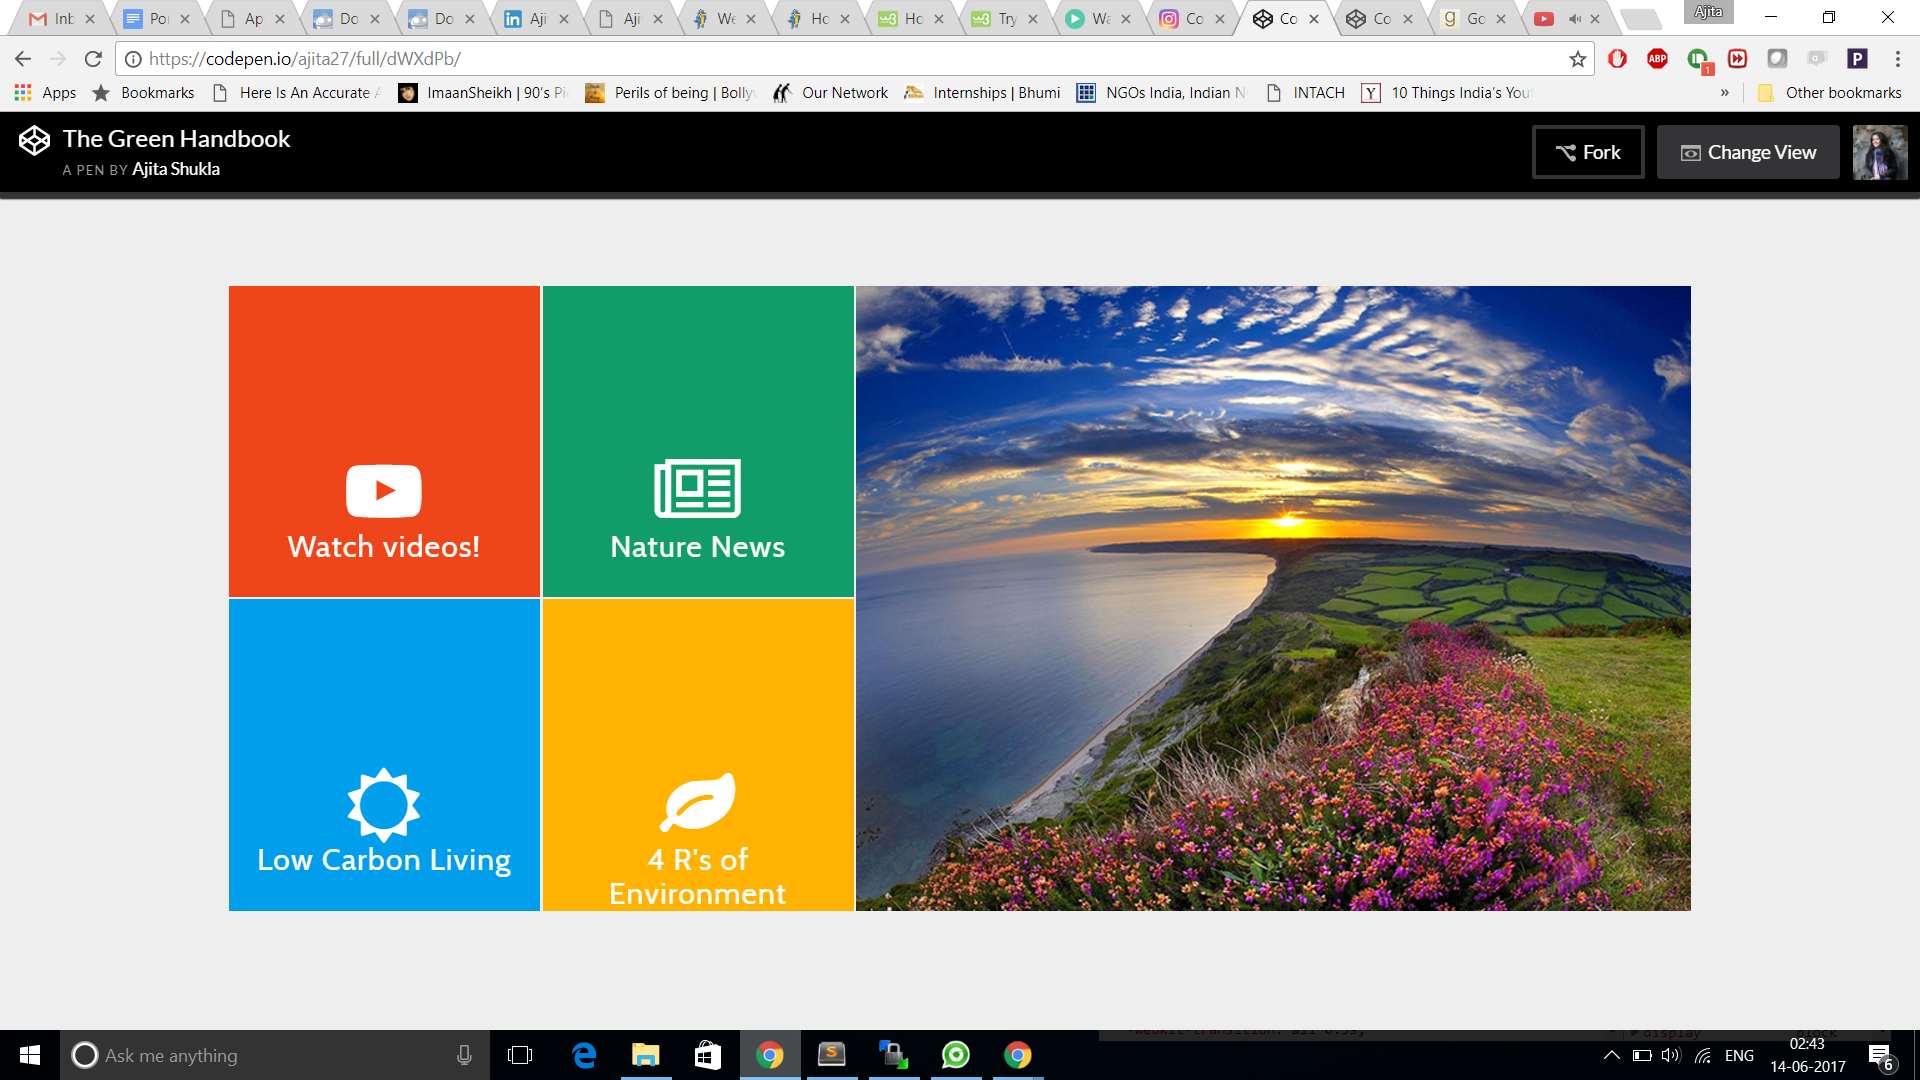 Inb
Por
Ap
Do
Do
Aji
Aji
We
Ho
Ho
Try
Wa
Co
Co
Co
Go
Ajita
https://codepen.io/ajita27/full/dWXdPb/
ABP
1
P
Apps
Bookmarks
Here Is An Accurate A
ImaanSheikh | 90's Pi
Perils of being | Bolly
Our Network
Internships | Bhumi
NGOs India, Indian N
INTACH
Y
10 Things India's You
»
Other bookmarks
The Green Handbook
A PEN BY Ajita Shukla
Fork
Change View
Watch videos!
Nature News
Low Carbon Living
4 R's of
Environment
Ask me anything
ENG
02:43
14-06-2017
6